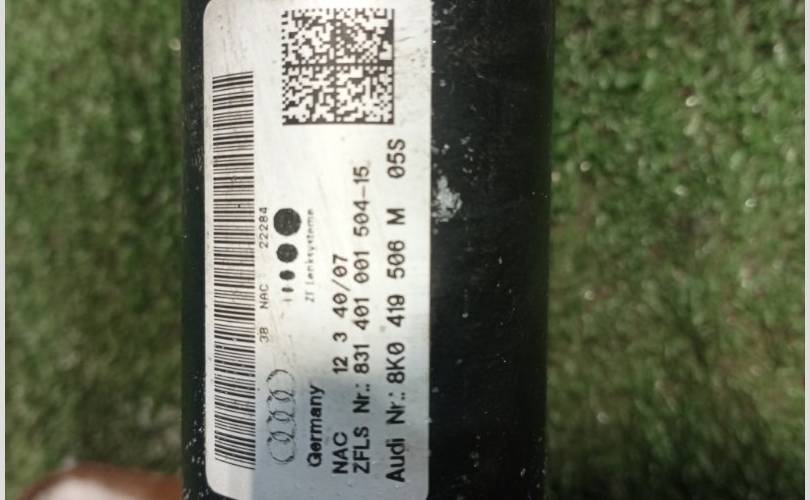 38 NAC 22284
ZF Lenksysteme
Germany
NAC 12 3 40/07
ZFLS Nr.: 831 401 001 504-15
Audi Nr.: 8K0 419 506 M 05S